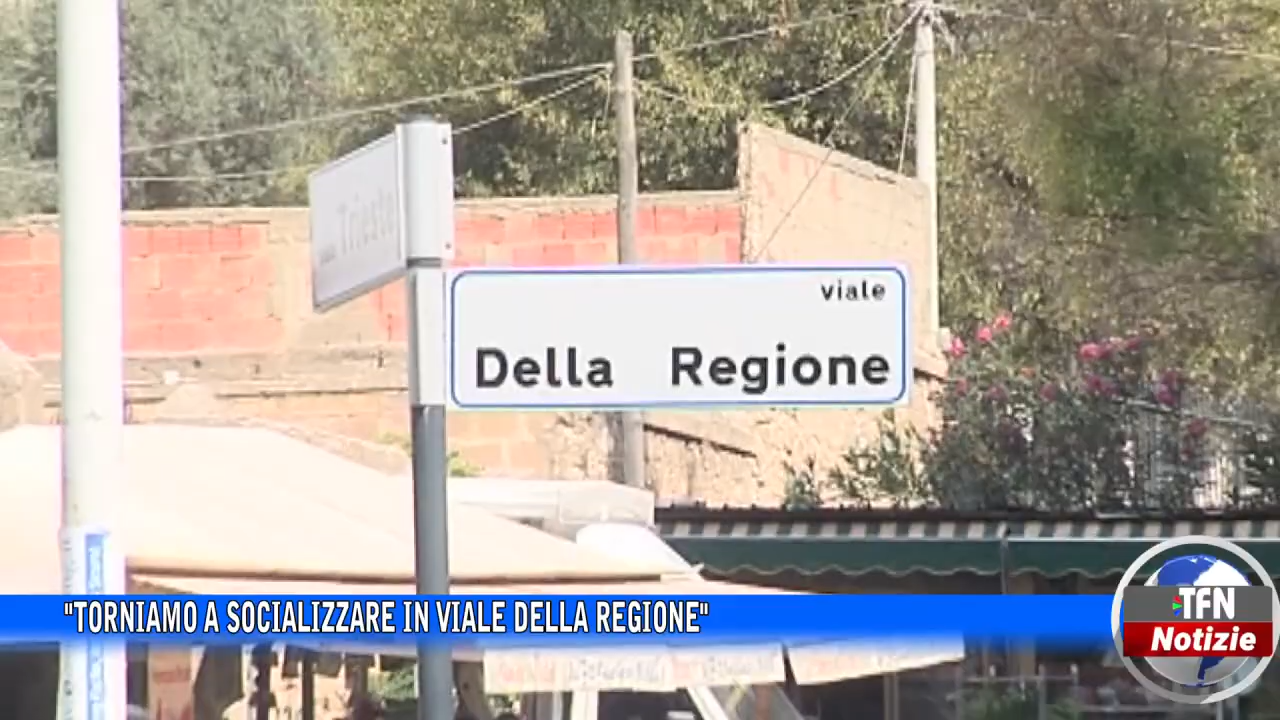 Trieste
viale
Della Regione
"TORNIAMO A SOCIALIZZARE IN VIALE DELLA REGIONE"
TFN
Notizie